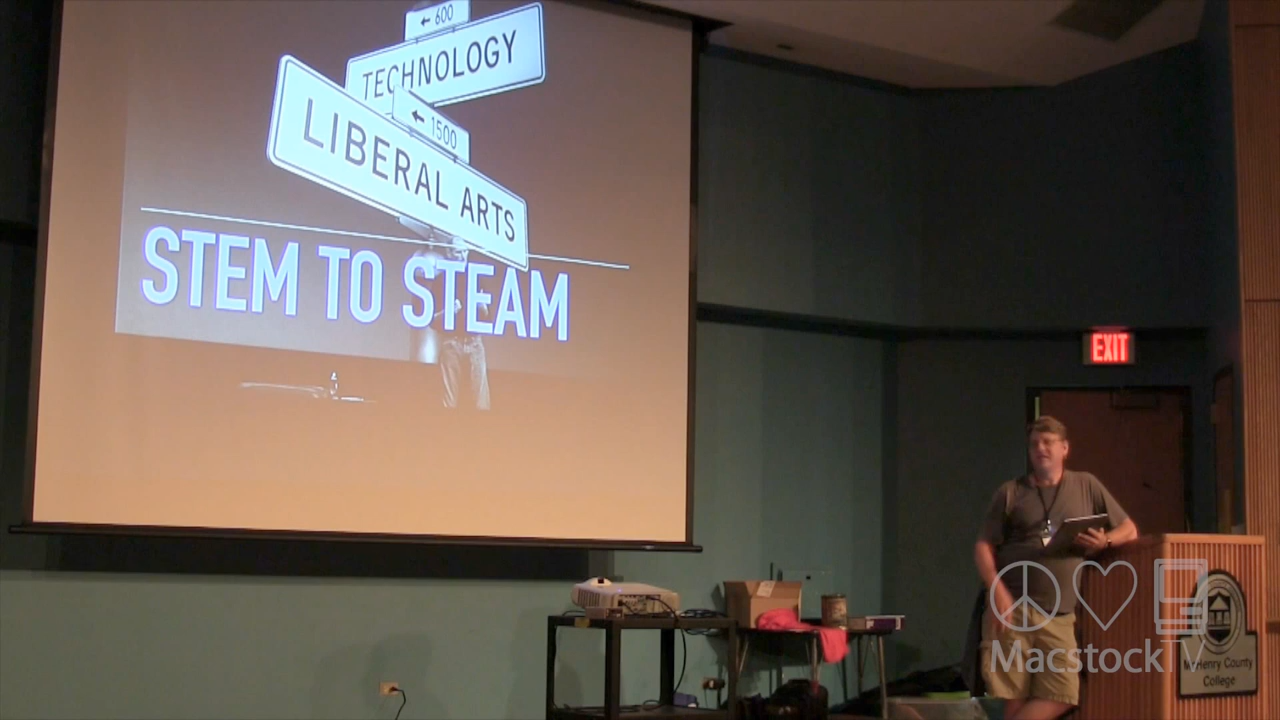 ← 600
TECHNOLOGY
← 1500
LIBERAL ARTS
STEM TO STEAM
EXIT
MacstockTV
McHenry County
College